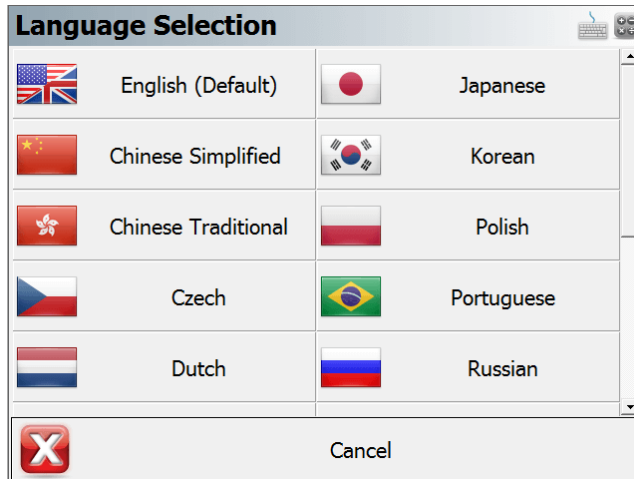 Language Selection
English (Default)
Japanese
Chinese Simplified
Korean
Chinese Traditional
Polish
Czech
Portuguese
Dutch
Russian
Cancel